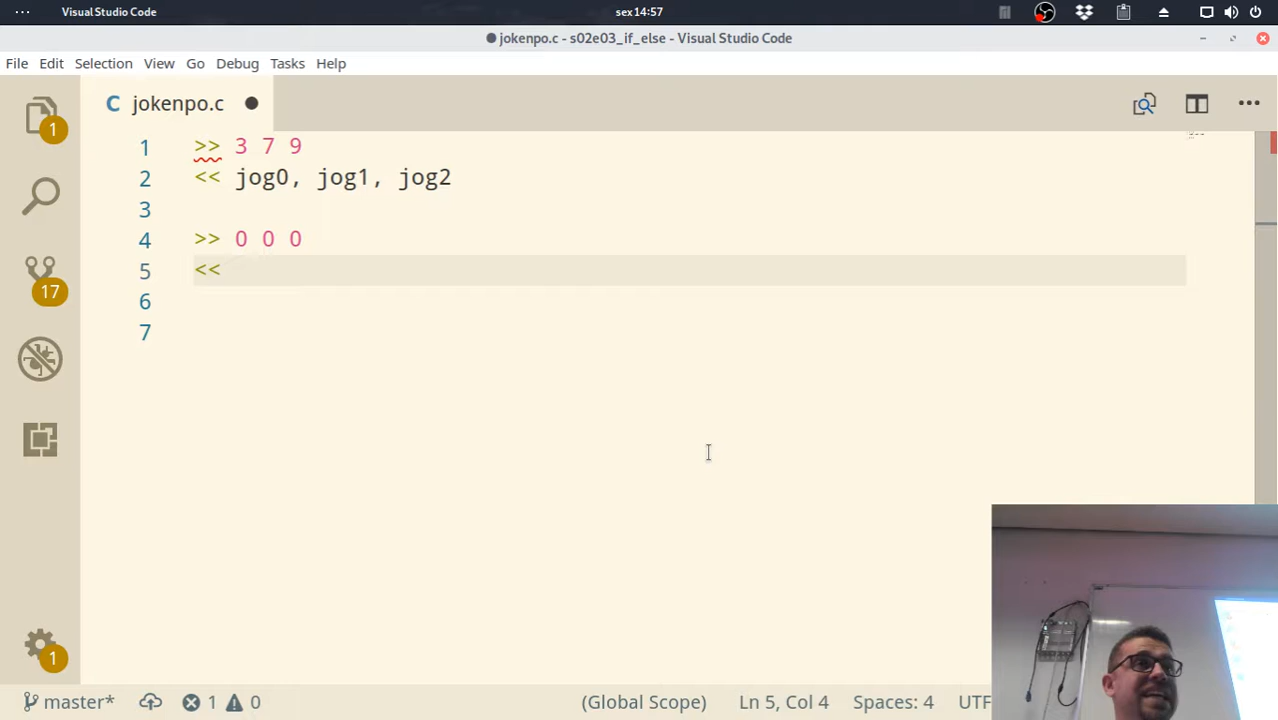 Visual Studio Code
sex 14:57
jokenpo.c - s02e03_if_else - Visual Studio Code
File Edit Selection View Go Debug Tasks Help
C jokenpo.c
1 >> 3 7 9
2 << jog0, jog1, jog2
3
4 >> 0 0 0
5 <<
6
7
1
17
1
master* 1 0 (Global Scope) Ln 5, Col 4 Spaces: 4 UTF